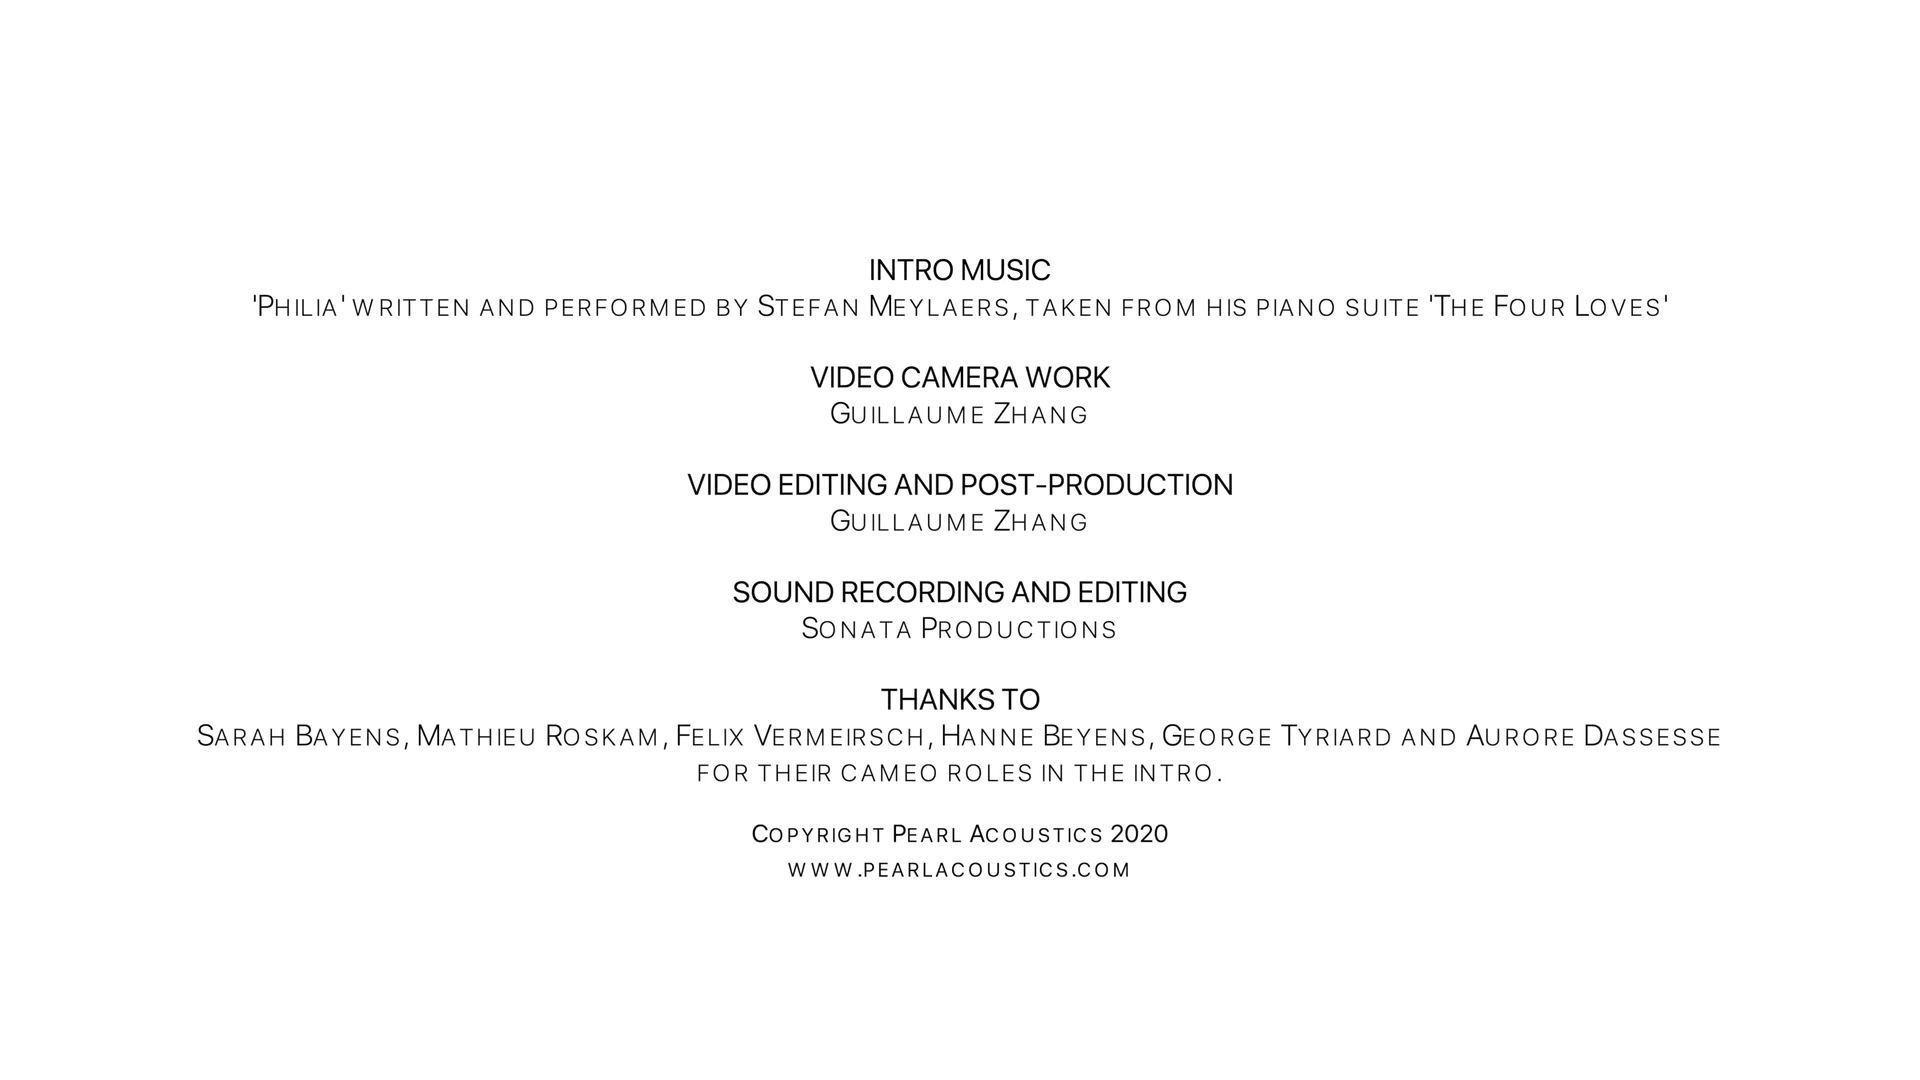 INTRO MUSIC
'Philia' written and performed by Stefan Meylaers, taken from his piano suite 'The Four Loves'
VIDEO CAMERA WORK
Guillaume Zhang
VIDEO EDITING AND POST-PRODUCTION
Guillaume Zhang
SOUND RECORDING AND EDITING
Sonata Productions
THANKS TO
Sarah Bayens, Mathieu Roskam, Felix Vermeirsch, Hanne Beyens, George Tyriard and Aurore Dassesse
for their cameo roles in the intro.
Copyright Pearl Acoustics 2020
www.pearlacoustics.com